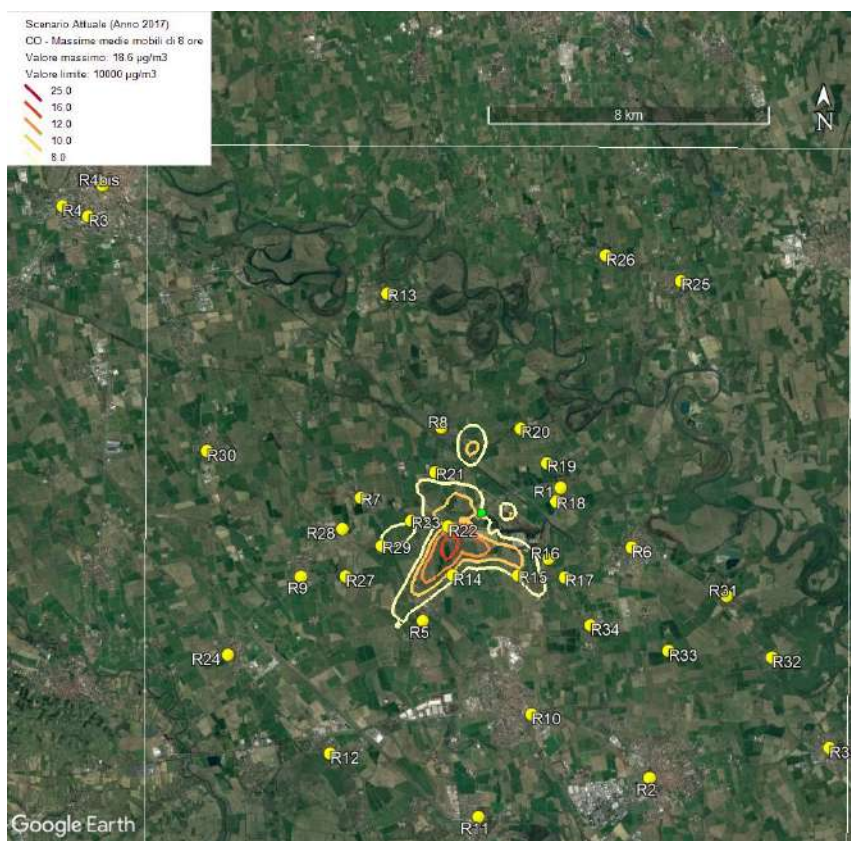 Scenario Attuale (Anno 2017)
CO - Massime medie mobili di 8 ore
Valore massimo: 18.6 µg/m3
Valore limite: 10000 µg/m3
25.0
16.0
12.0
10.0
8.0
8 km
N
R4bis
R4
R3
R26
R25
R13
R8
R20
R30
R19
R21
R1
R18
R7
R23
R22
R28
R29
R16
R6
R9
R27
R14
R15
R17
R31
R5
R34
R24
R33
R32
R10
R12
R3
R2
R11
Google Earth